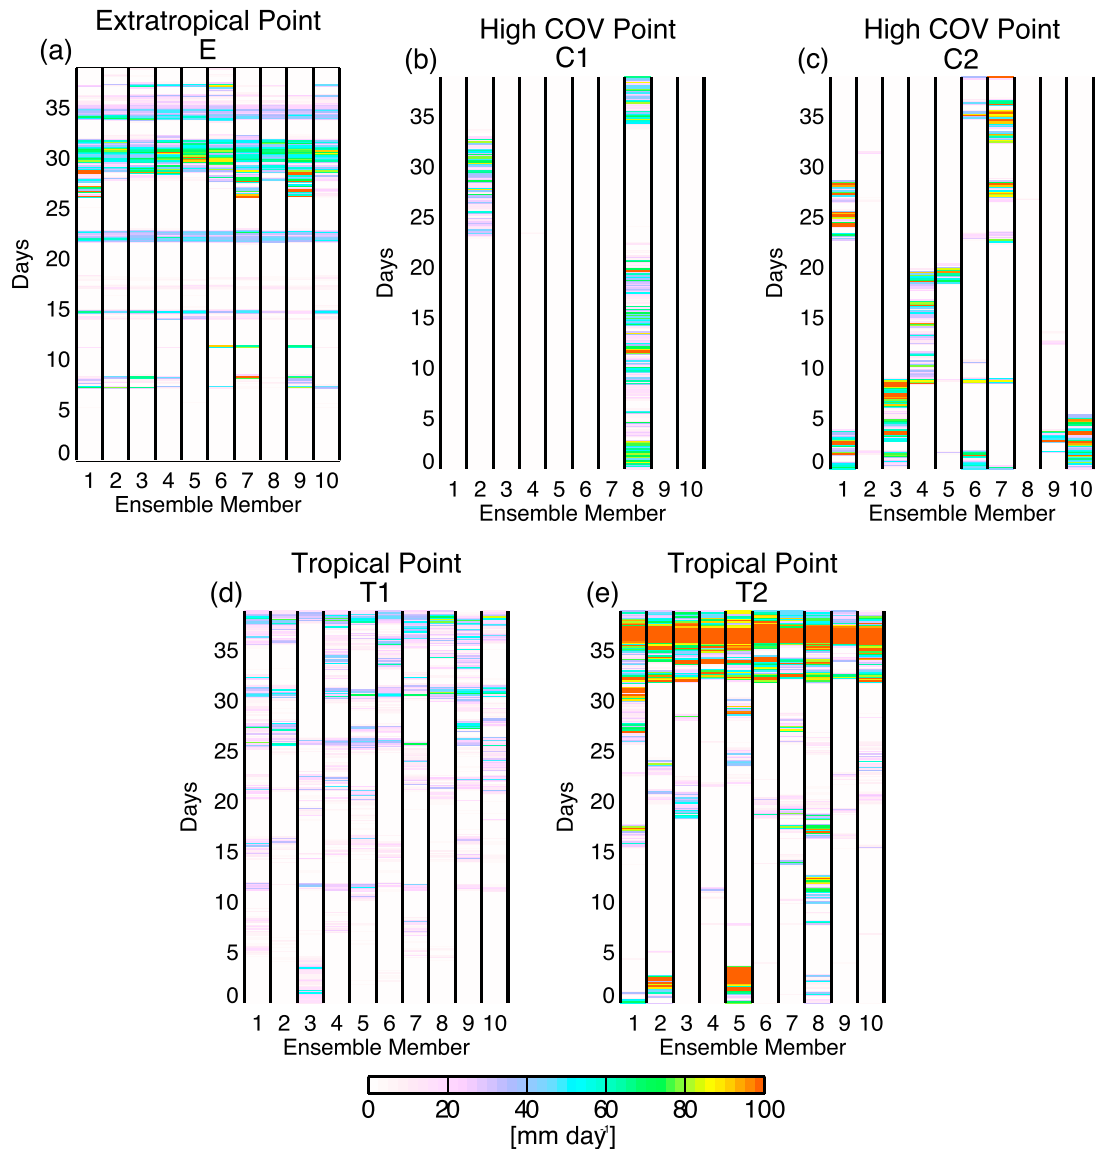 Extratropical Point
(a) E
35
30
25
20
15
10
5
0
Days
1 2 3 4 5 6 7 8 9 10
Ensemble Member
High COV Point
(b) C1
35
30
25
20
15
10
5
0
Days
1 2 3 4 5 6 7 8 9 10
Ensemble Member
High COV Point
(c) C2
35
30
25
20
15
10
5
0
Days
1 2 3 4 5 6 7 8 9 10
Ensemble Member
Tropical Point
(d) T1
35
30
25
20
15
10
5
0
Days
1 2 3 4 5 6 7 8 9 10
Ensemble Member
Tropical Point
(e) T2
35
30
25
20
15
10
5
0
Days
1 2 3 4 5 6 7 8 9 10
Ensemble Member
0 20 40 60 80 100
[mm day⁻¹]